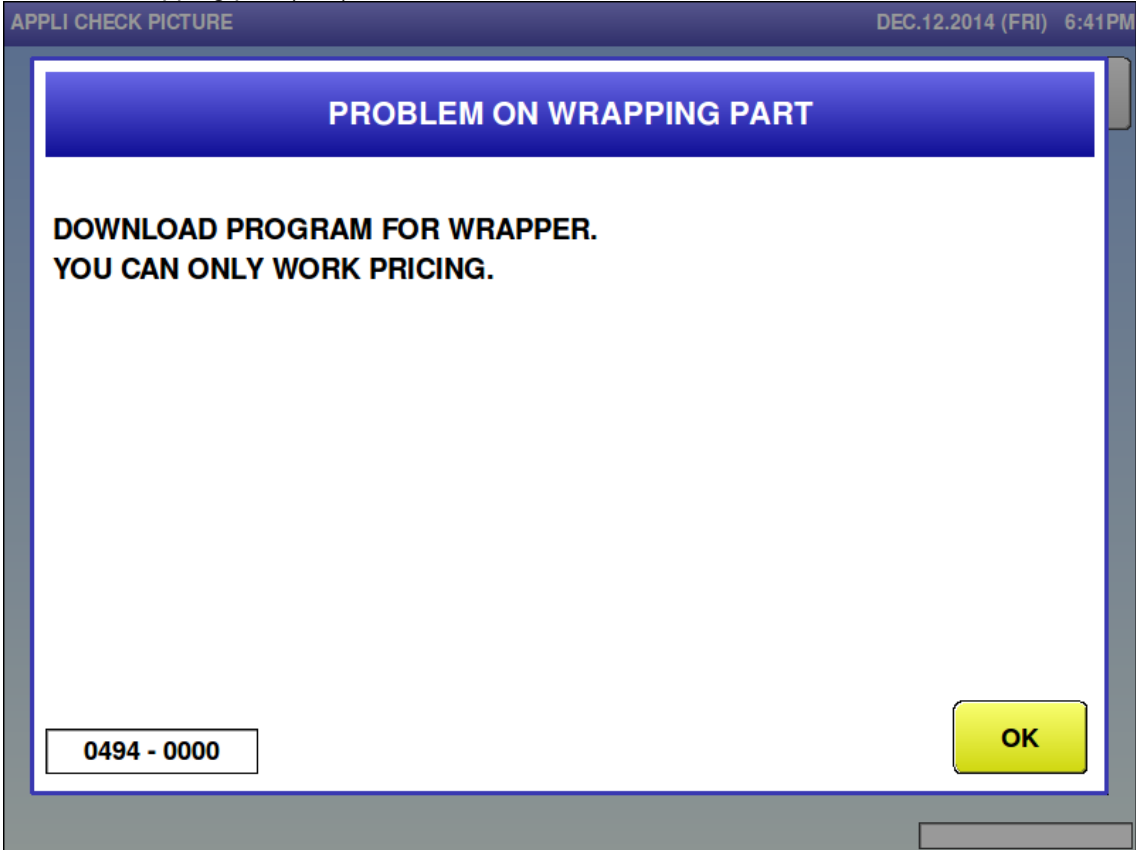 APPLI CHECK PICTURE
DEC.12.2014 (FRI) 6:41PM
PROBLEM ON WRAPPING PART
DOWNLOAD PROGRAM FOR WRAPPER.
YOU CAN ONLY WORK PRICING.
0494 - 0000
OK